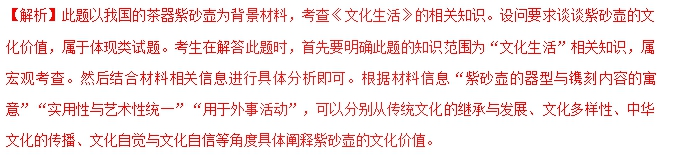 【解析】此题以我国的茶器紫砂壶为背景材料，考查《文化生活》的相关知识。设问要求谈谈紫砂壶的文
化价值，属于体现类试题。考生在解答此题时，首先要明确此题的知识范围为“文化生活”相关知识，属
宏观考查。然后结合材料相关信息进行具体分析即可。根据材料信息“紫砂壶的器型与镌刻内容的寓
意”“实用性与艺术性统一”“用于外事活动”，可以分别从传统文化的继承与发展、文化多样性、中华
文化的传播、文化自觉与文化自信等角度具体阐释紫砂壶的文化价值。